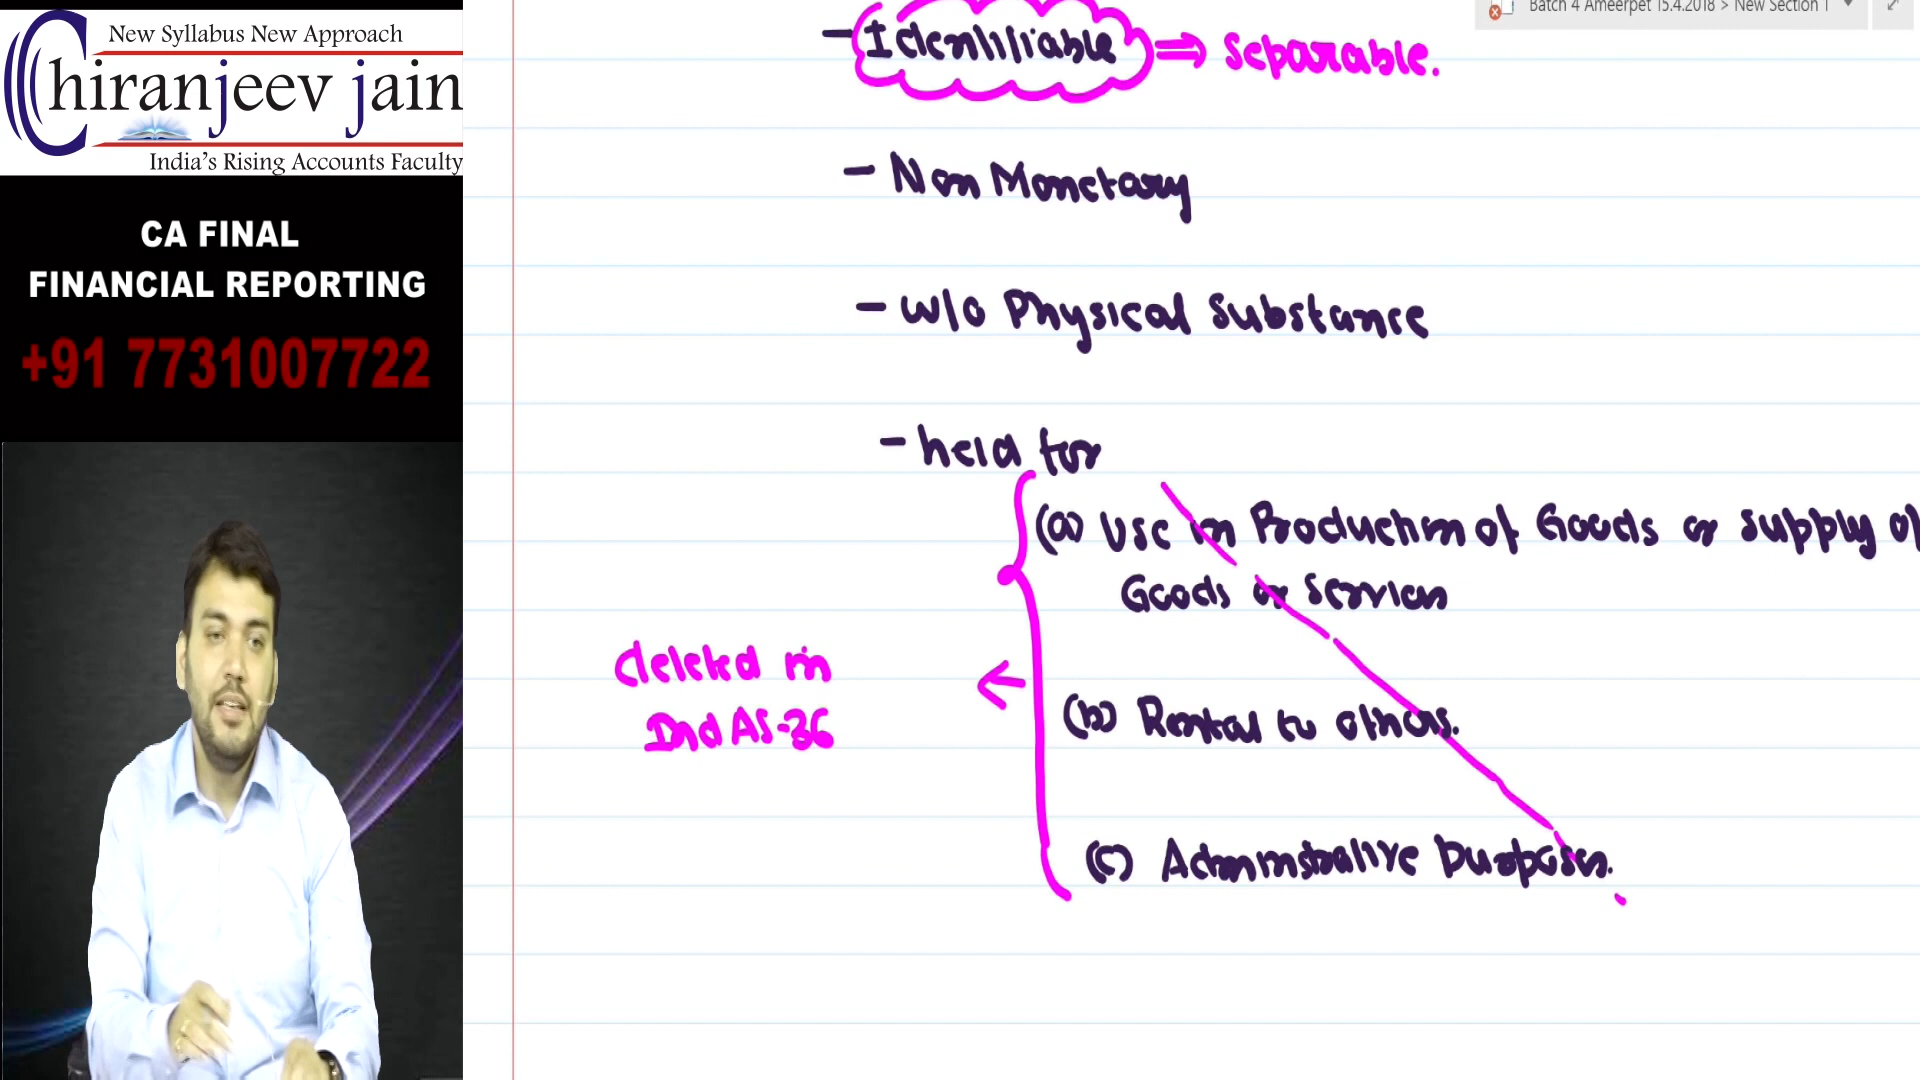 New Syllabus New Approach
Chiranjeev jain
India's Rising Accounts Faculty
CA FINAL
FINANCIAL REPORTING
+91 7731007722
Batch 4 Ameerpet 15.4.2018 > New Section 1
- Identifiable ⇒ Separable.
- Non Monetary
- w/o Physical Substance
- held for
(a) Use in Production of Goods or Supply of
Goods or Services
(b) Rental to others.
(c) Administrative Purposes.
deleted in
Ind AS-36